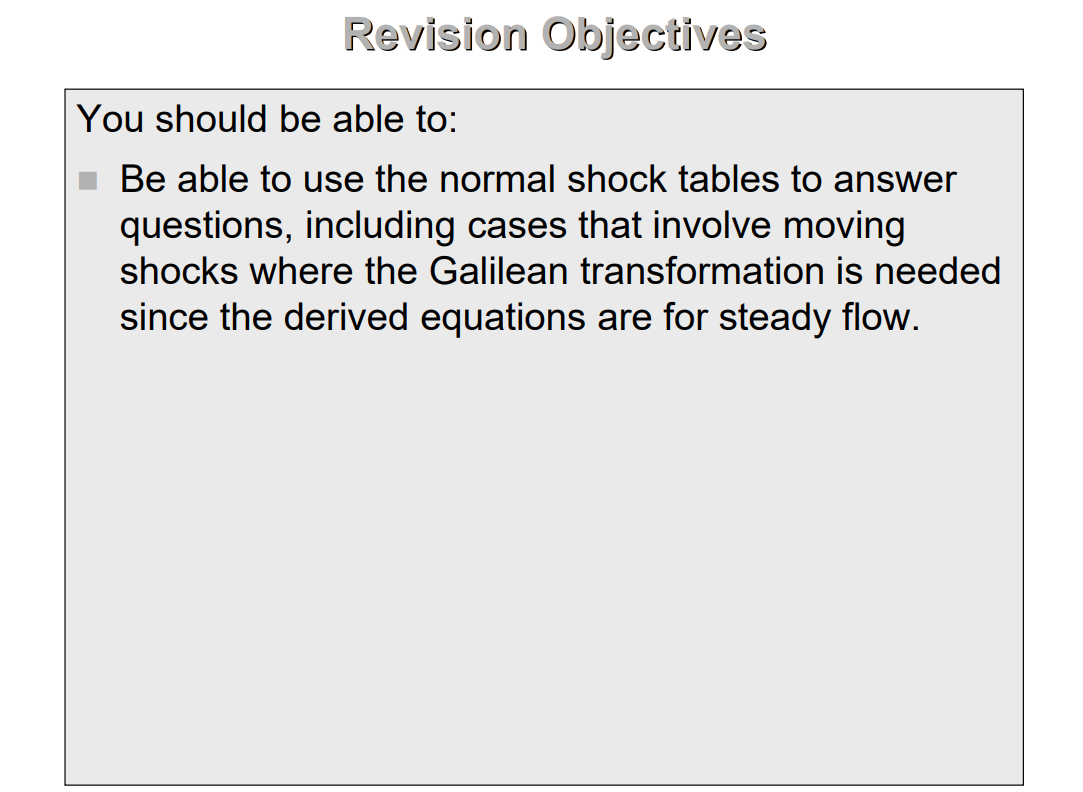 Revision Objectives
You should be able to:
Be able to use the normal shock tables to answer
questions, including cases that involve moving
shocks where the Galilean transformation is needed
since the derived equations are for steady flow.